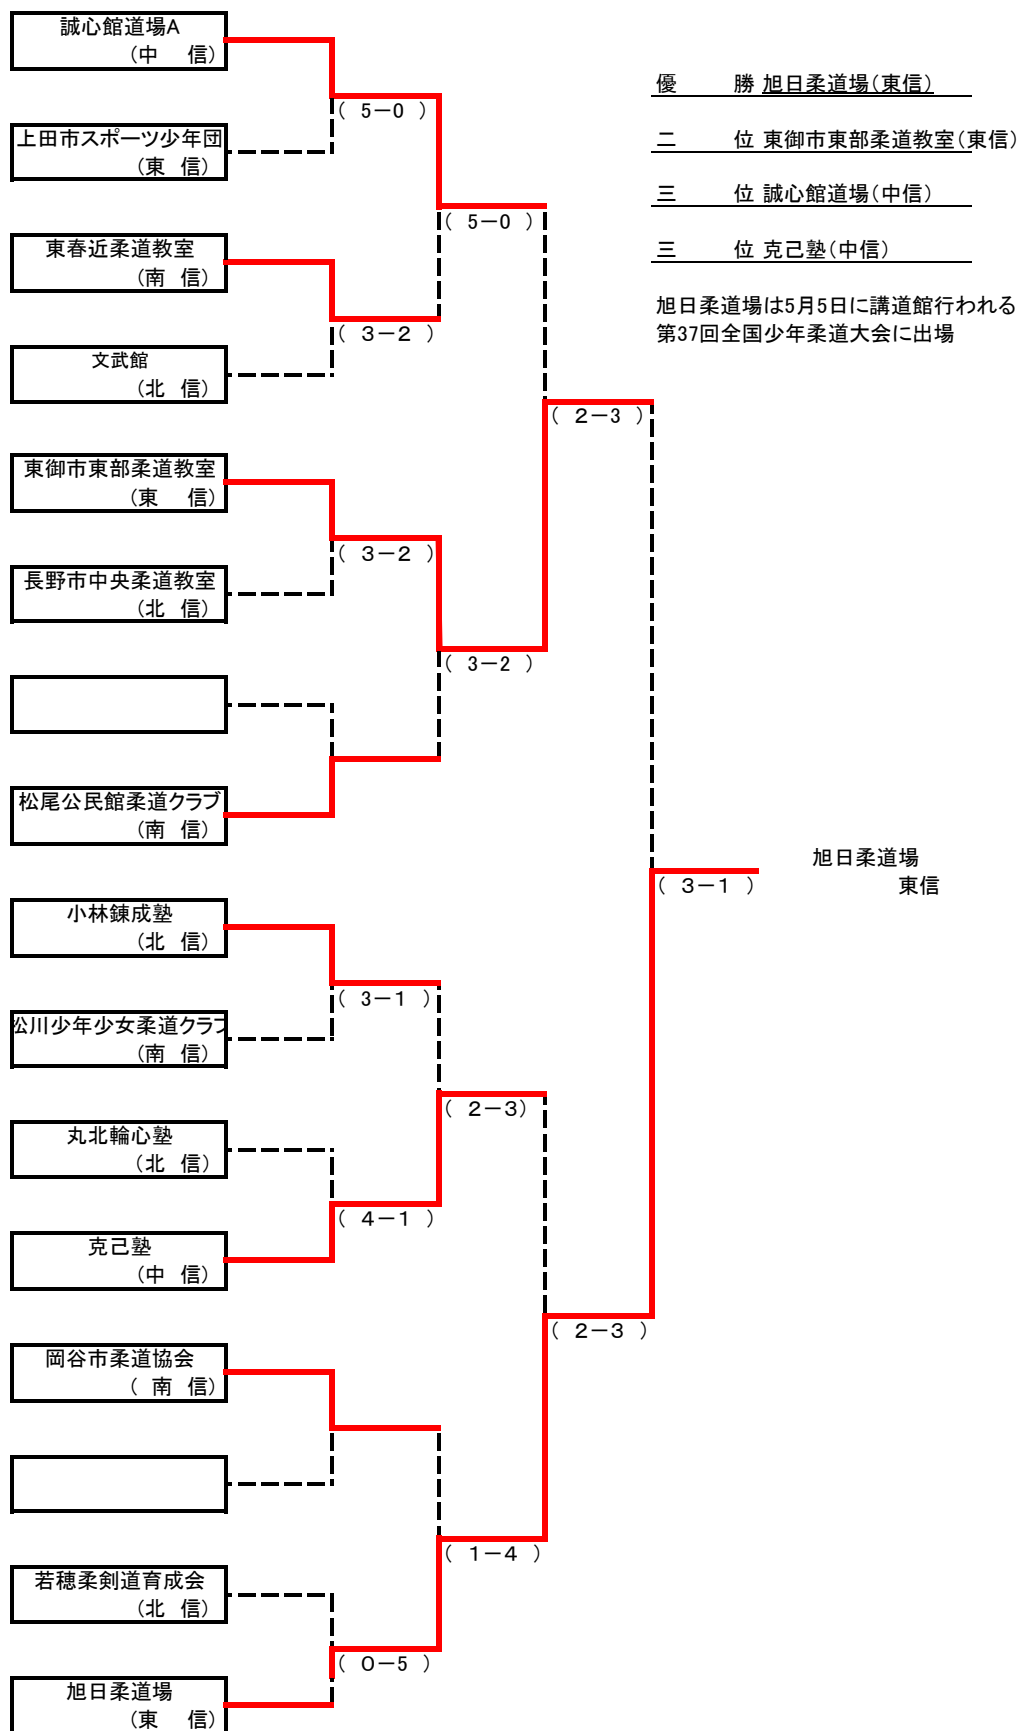 誠心館道場A
(中 信)
上田市スポーツ少年団
(東 信)
東春近柔道教室
(南 信)
文武館
(北 信)
東御市東部柔道教室
(東 信)
長野市中央柔道教室
(北 信)
松尾公民館柔道クラブ
(南 信)
小林錬成塾
(北 信)
松川少年少女柔道クラブ
(南 信)
丸北輪心塾
(北 信)
克己塾
(中 信)
岡谷市柔道協会
( 南 信)
若穂柔剣道育成会
(北 信)
旭日柔道場
(東 信)
( 5-0 )
( 3-2 )
( 3-2 )
( 3-1 )
( 4-1 )
( 0-5 )
( 5-0 )
( 3-2 )
( 2-3)
( 1-4 )
( 2-3 )
( 2-3 )
( 3-1 )
旭日柔道場
東信
優 勝 旭日柔道場(東信)
二 位 東御市東部柔道教室(東信)
三 位 誠心館道場(中信)
三 位 克己塾(中信)
旭日柔道場は5月5日に講道館行われる
第37回全国少年柔道大会に出場